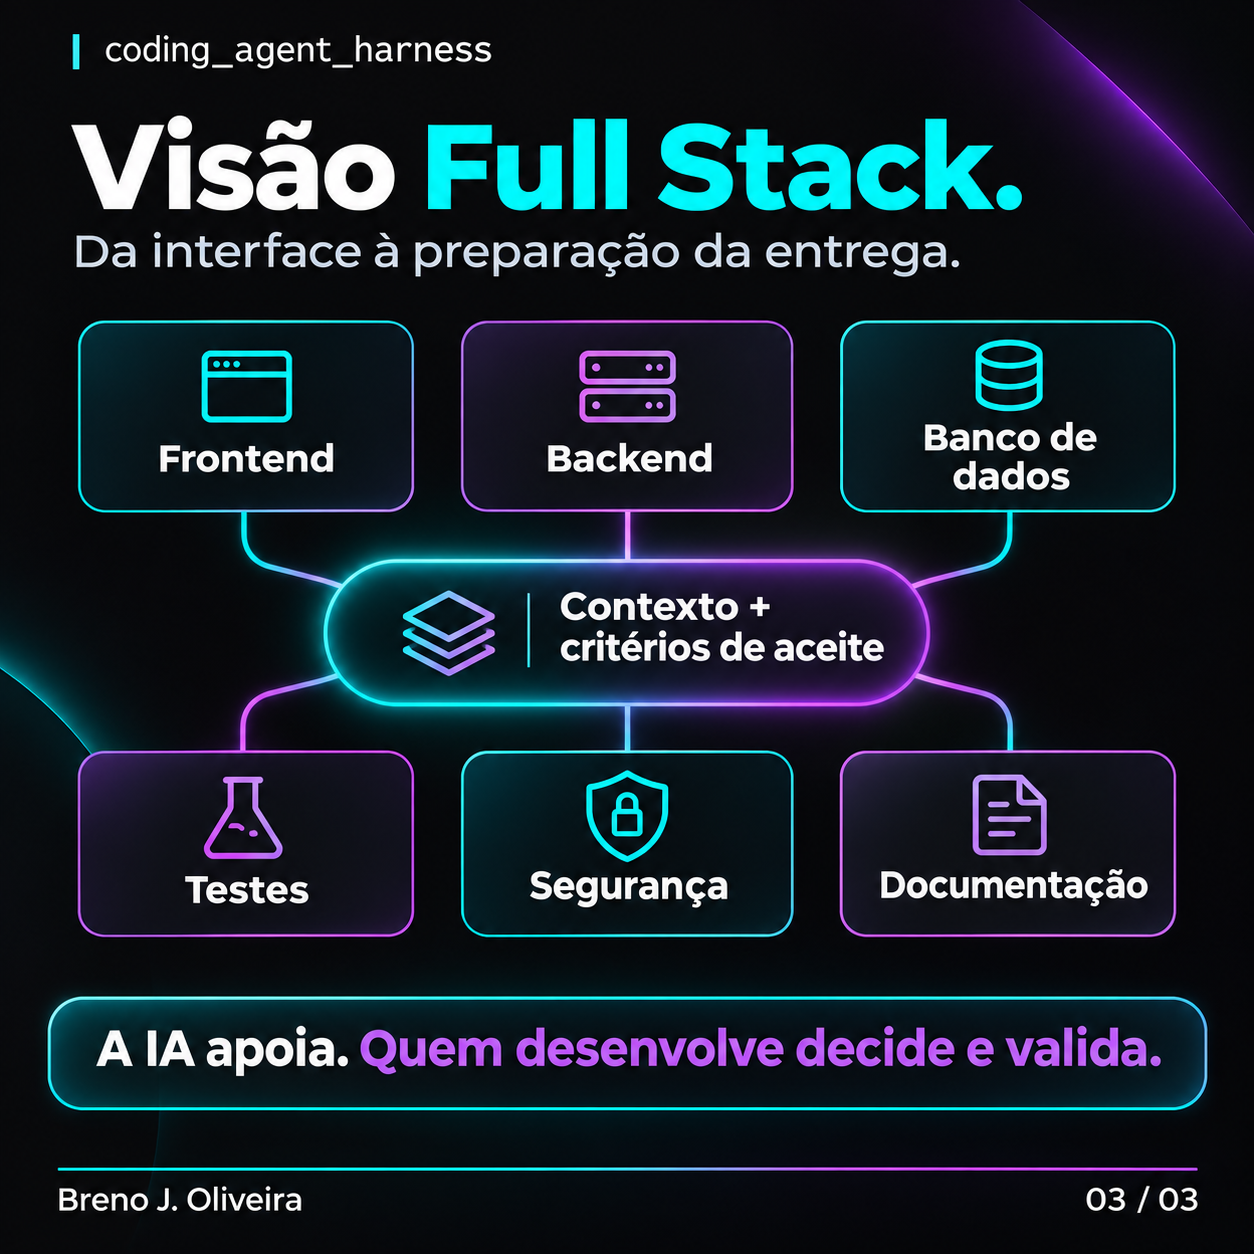 coding_agent_harness
Visão Full Stack.
Da interface à preparação da entrega.
Frontend
Backend
Banco de
dados
Contexto +
critérios de aceite
Testes
Segurança
Documentação
A IA apoia. Quem desenvolve decide e valida.
Breno J. Oliveira
03 / 03